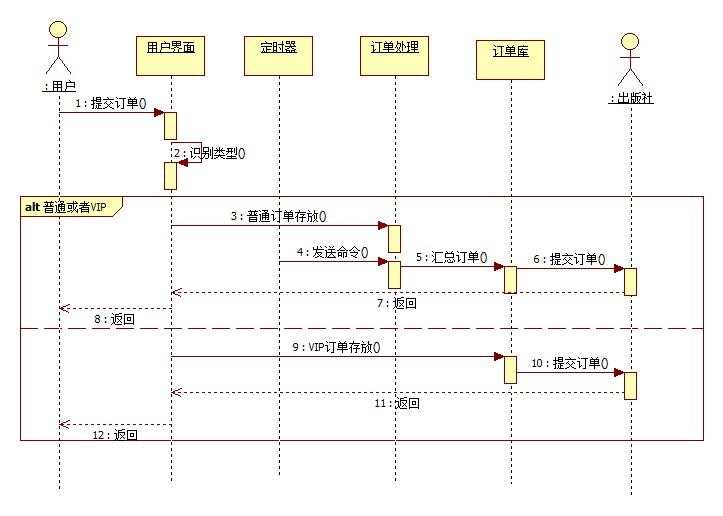 用户界面
定时器
订单处理
订单库
: 用户
: 出版社
1 : 提交订单()
2 : 识别类型()
alt 普通或者VIP
3 : 普通订单存放()
4 : 发送命令()
5 : 汇总订单()
6 : 提交订单()
7 : 返回
8 : 返回
9 : VIP订单存放()
10 : 提交订单()
11 : 返回
12 : 返回